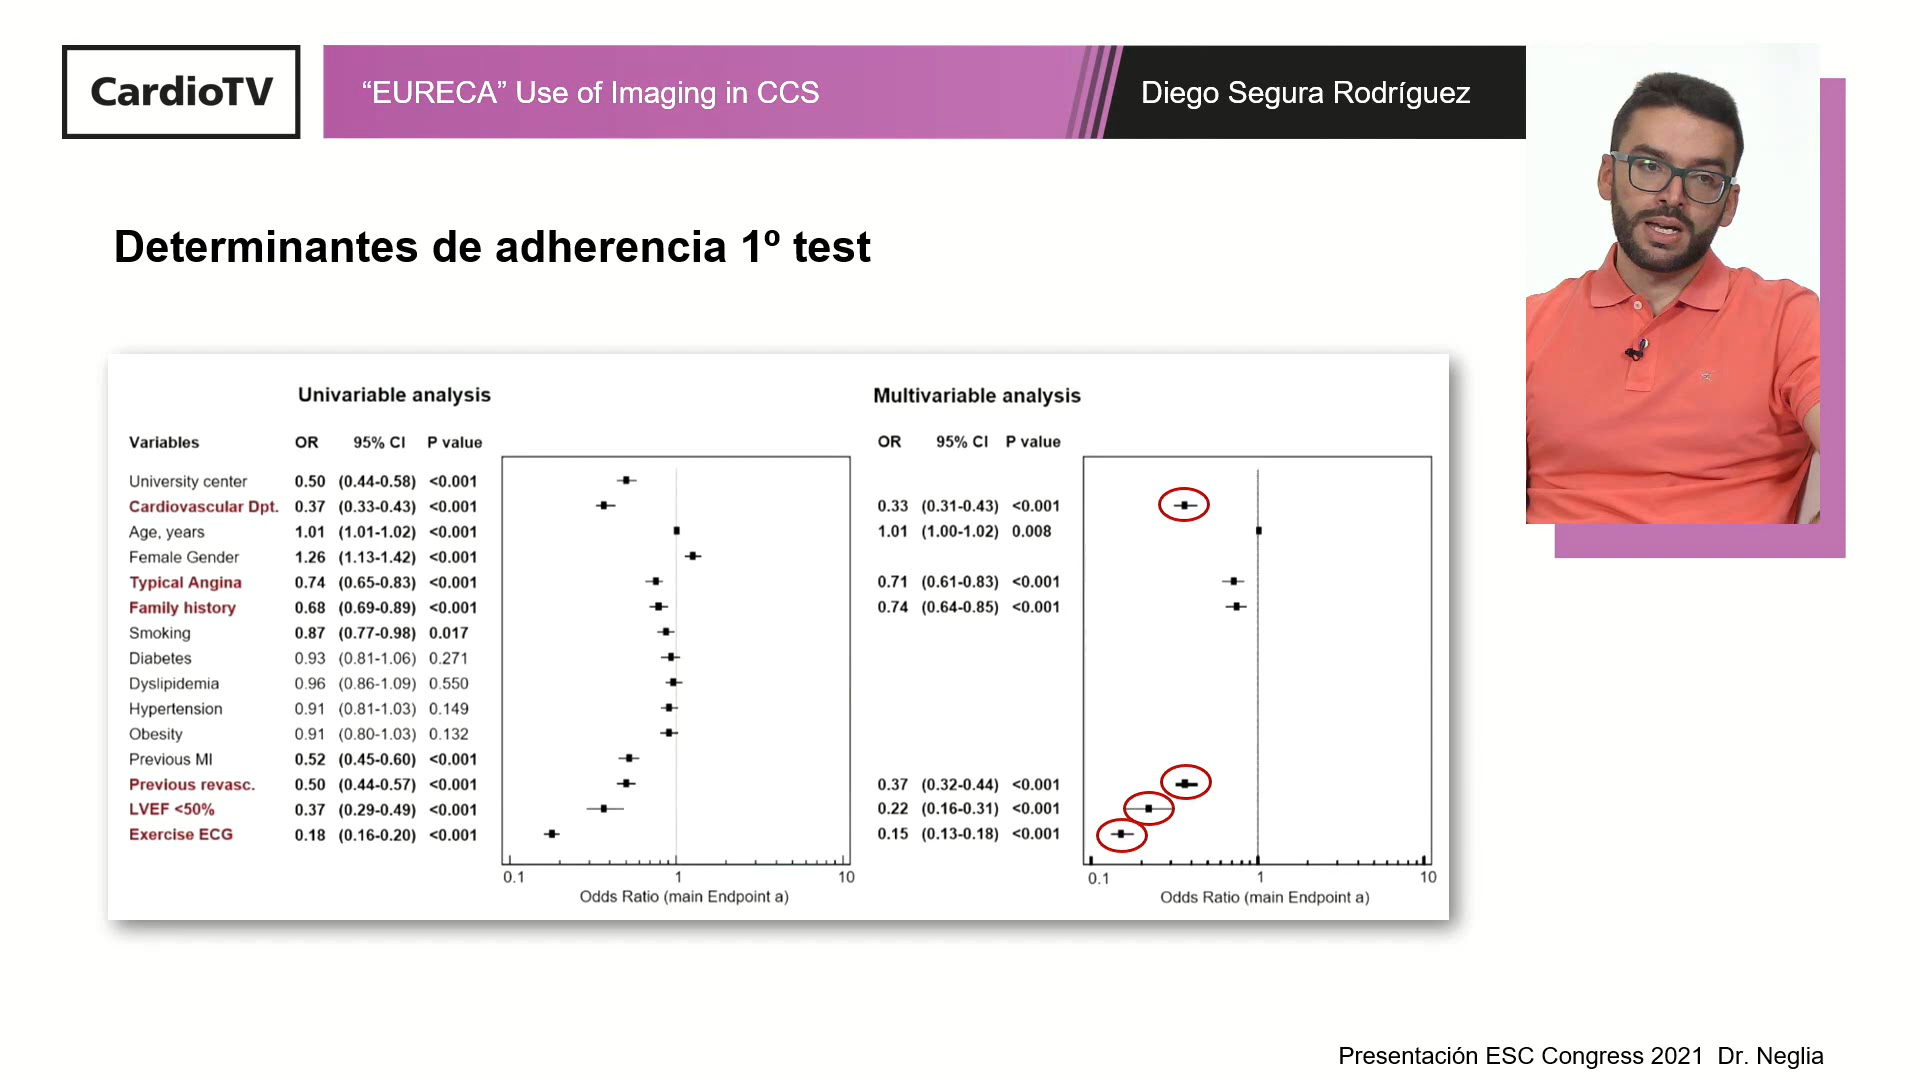 CardioTV
“EURECA” Use of Imaging in CCS
Diego Segura Rodríguez
Determinantes de adherencia 1º test
Univariable analysis
Multivariable analysis
Variables OR 95% CI P value
OR 95% CI P value
University center 0.50 (0.44-0.58) <0.001
Cardiovascular Dpt. 0.37 (0.33-0.43) <0.001 0.33 (0.31-0.43) <0.001
Age, years 1.01 (1.01-1.02) <0.001 1.01 (1.00-1.02) 0.008
Female Gender 1.26 (1.13-1.42) <0.001
Typical Angina 0.74 (0.65-0.83) <0.001 0.71 (0.61-0.83) <0.001
Family history 0.68 (0.69-0.89) <0.001 0.74 (0.64-0.85) <0.001
Smoking 0.87 (0.77-0.98) 0.017
Diabetes 0.93 (0.81-1.06) 0.271
Dyslipidemia 0.96 (0.86-1.09) 0.550
Hypertension 0.91 (0.81-1.03) 0.149
Obesity 0.91 (0.80-1.03) 0.132
Previous MI 0.52 (0.45-0.60) <0.001
Previous revasc. 0.50 (0.44-0.57) <0.001 0.37 (0.32-0.44) <0.001
LVEF <50% 0.37 (0.29-0.49) <0.001 0.22 (0.16-0.31) <0.001
Exercise ECG 0.18 (0.16-0.20) <0.001 0.15 (0.13-0.18) <0.001
0.1 1 10
0.1 1 10
Odds Ratio (main Endpoint a)
Odds Ratio (main Endpoint a)
Presentación ESC Congress 2021 Dr. Neglia